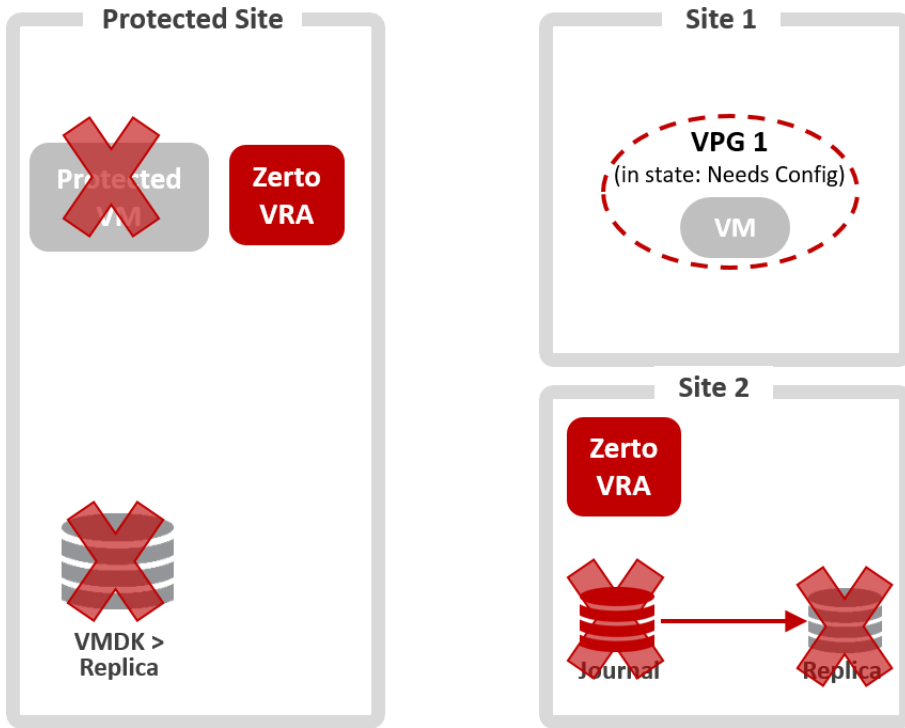 Protected Site
Protected
VM
Zerto
VRA
VMDK >
Replica
Site 1
VPG 1
(in state: Needs Config)
VM
Site 2
Zerto
VRA
Journal
Replica